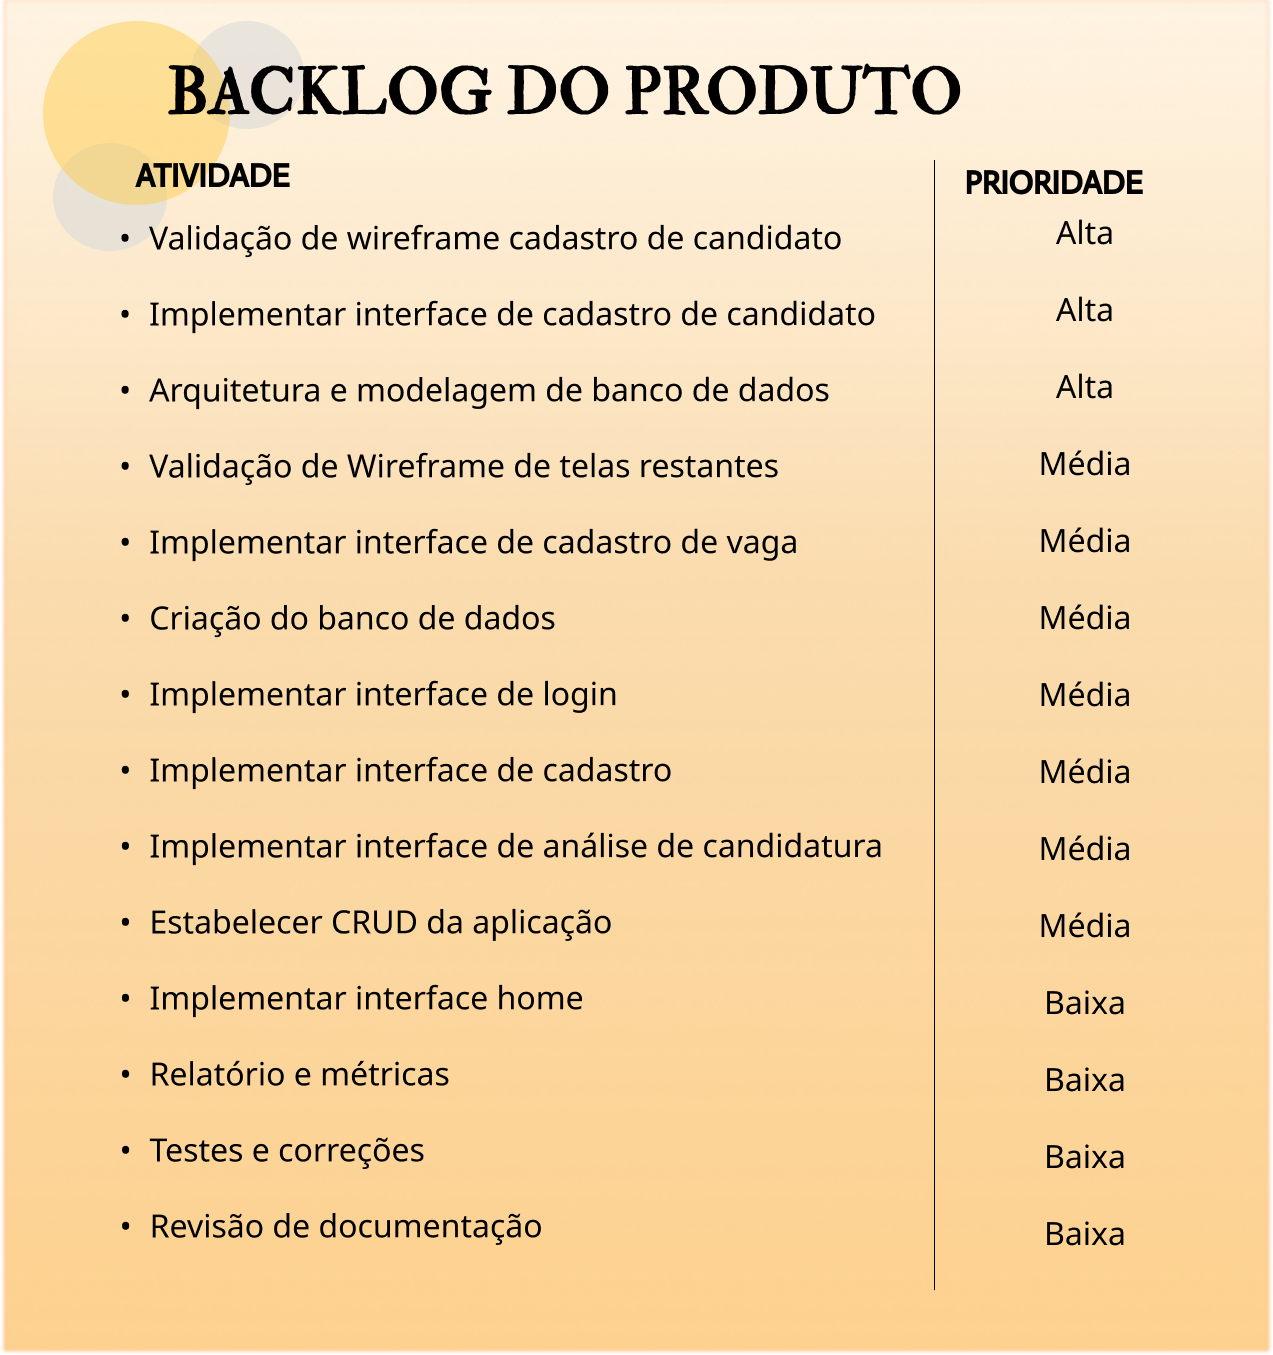 BACKLOG DO PRODUTO
ATIVIDADE
PRIORIDADE
• Validação de wireframe cadastro de candidato
Alta
• Implementar interface de cadastro de candidato
Alta
• Arquitetura e modelagem de banco de dados
Alta
• Validação de Wireframe de telas restantes
Média
• Implementar interface de cadastro de vaga
Média
• Criação do banco de dados
Média
• Implementar interface de login
Média
• Implementar interface de cadastro
Média
• Implementar interface de análise de candidatura
Média
• Estabelecer CRUD da aplicação
Média
• Implementar interface home
Baixa
• Relatório e métricas
Baixa
• Testes e correções
Baixa
• Revisão de documentação
Baixa